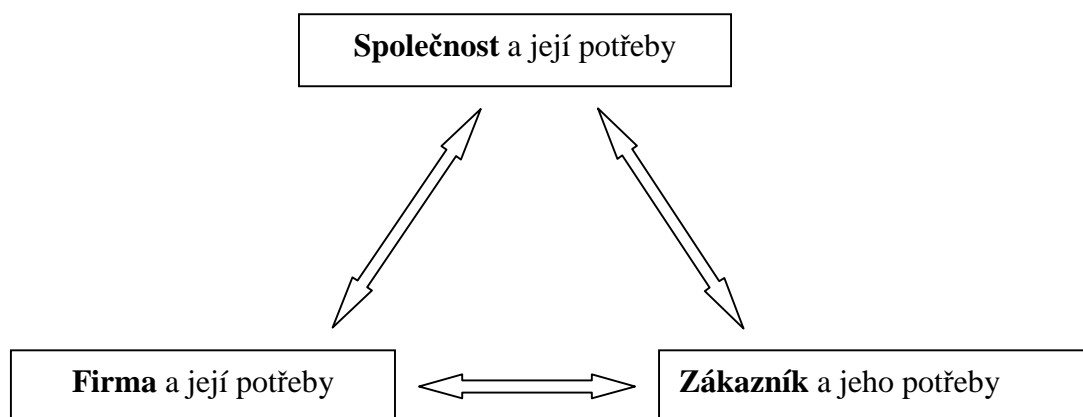 Společnost a její potřeby
Firma a její potřeby
Zákazník a jeho potřeby